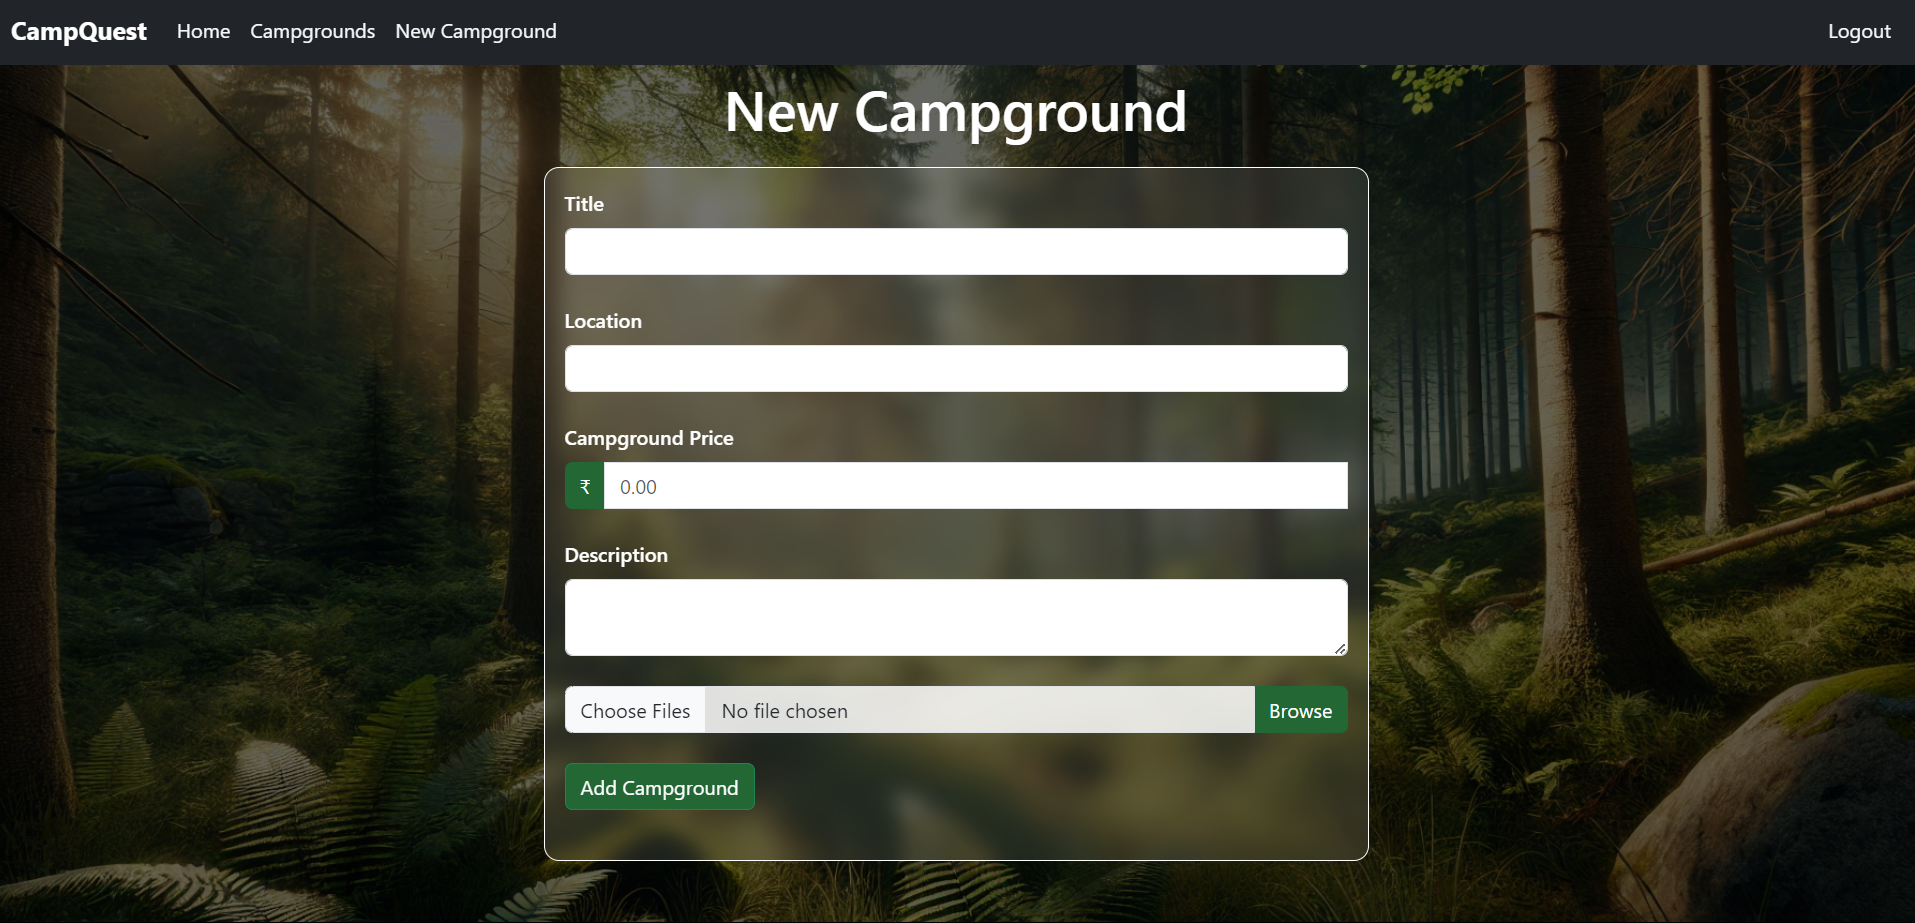 CampQuest Home Campgrounds New Campground Logout
New Campground
Title
Location
Campground Price
₹ 0.00
Description
Choose Files No file chosen Browse
Add Campground